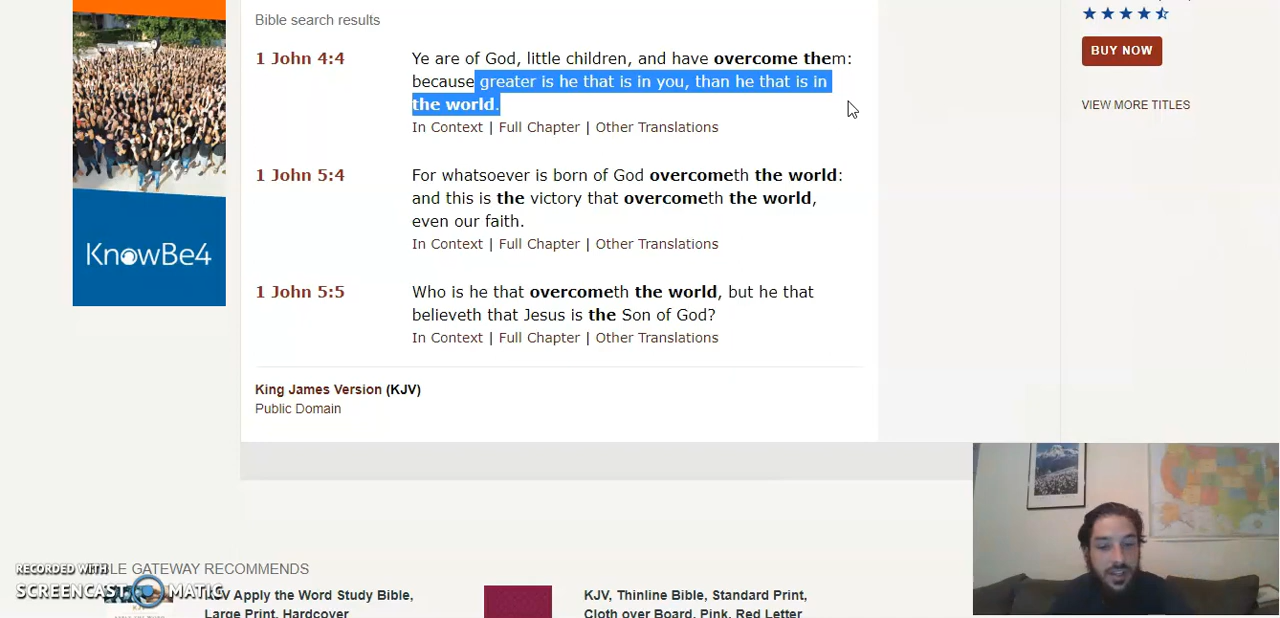 Bible search results
1 John 4:4
Ye are of God, little children, and have overcome them:
because greater is he that is in you, than he that is in
the world.
In Context | Full Chapter | Other Translations
1 John 5:4
For whatsoever is born of God overcometh the world:
and this is the victory that overcometh the world,
even our faith.
In Context | Full Chapter | Other Translations
1 John 5:5
Who is he that overcometh the world, but he that
believeth that Jesus is the Son of God?
In Context | Full Chapter | Other Translations
King James Version (KJV)
Public Domain
BUY NOW
VIEW MORE TITLES
KnowBe4
RECORDED WITH
SCREENCAST MATIC
BIBLE GATEWAY RECOMMENDS
KJV Apply the Word Study Bible,
Large Print, Hardcover
KJV, Thinline Bible, Standard Print,
Cloth over Board, Pink, Red Letter